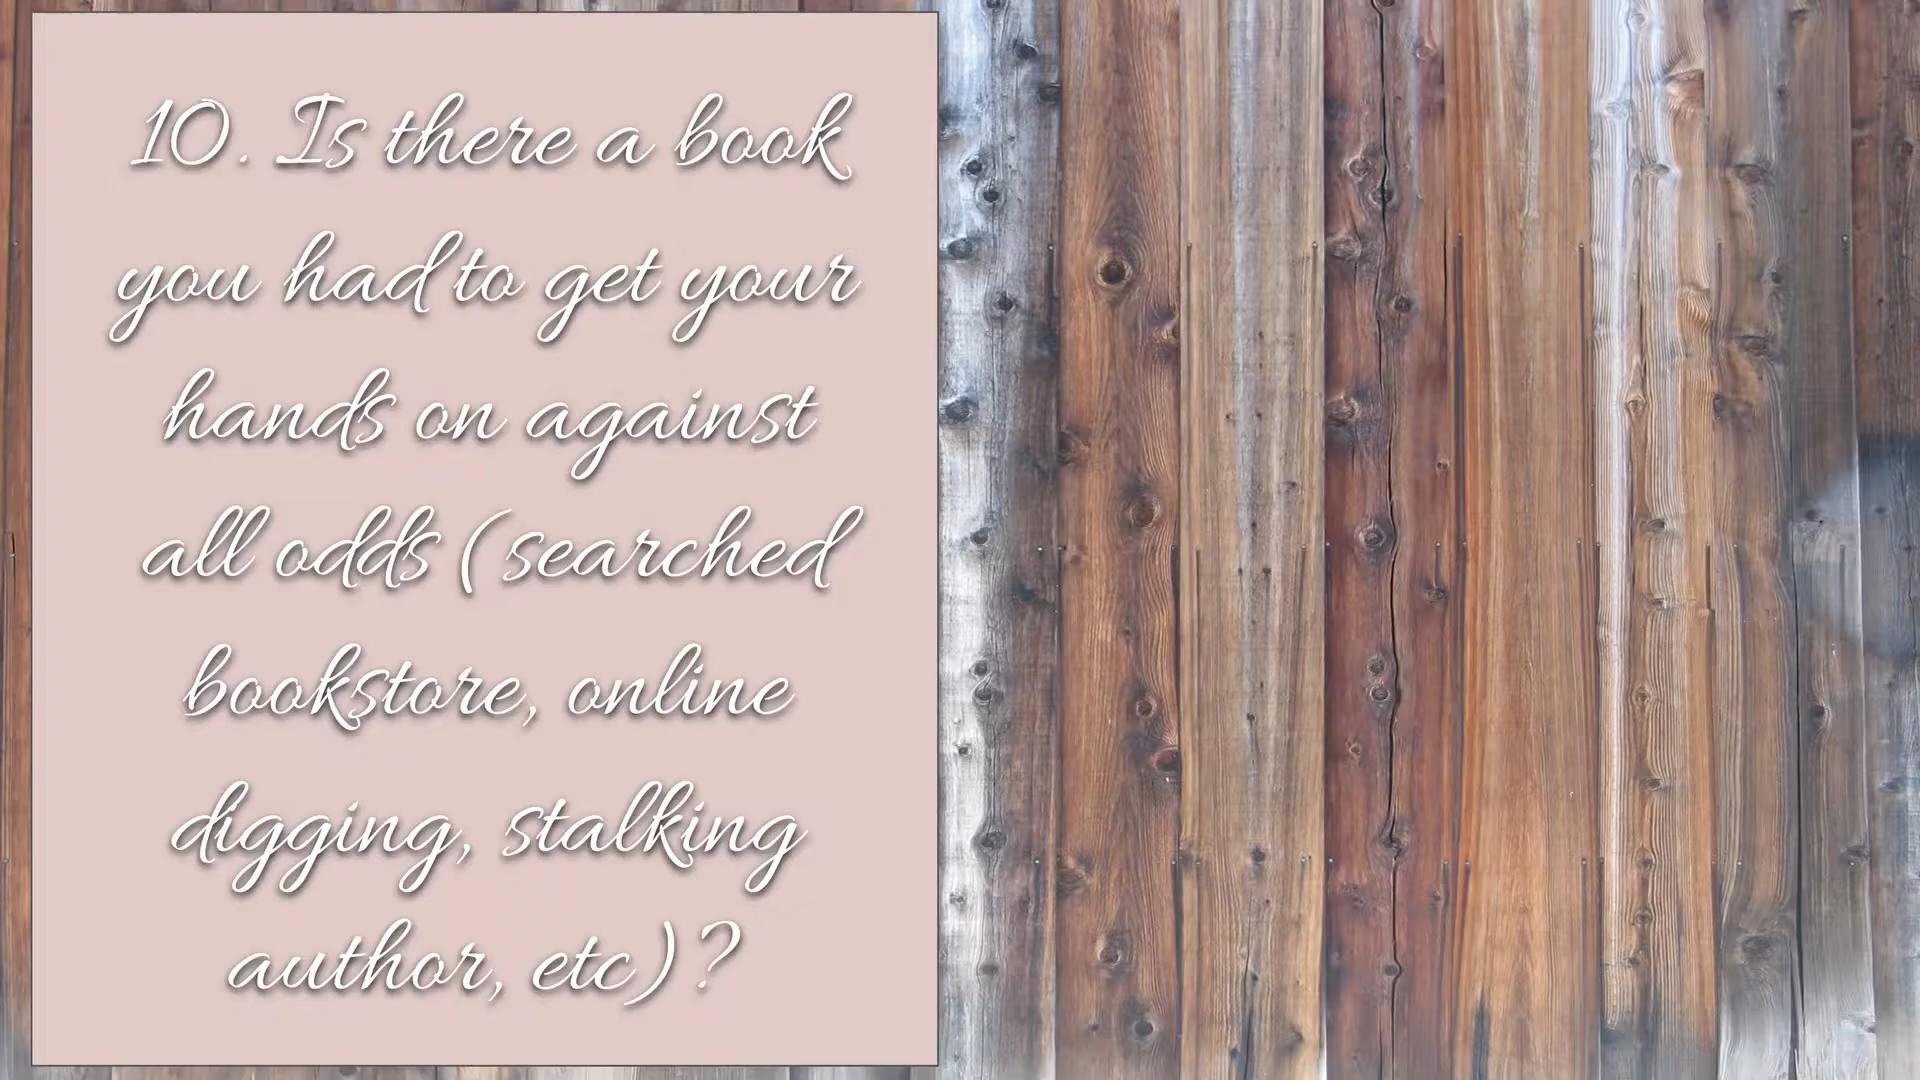 10. Is there a book
you had to get your
hands on against
all odds (searched
bookstore, online
digging, stalking
author, etc)?